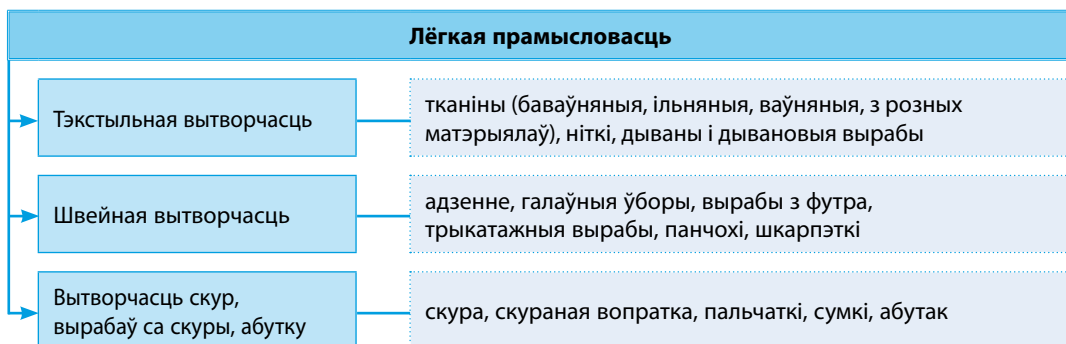 Лёгкая прамысловасць
Тэкстыльная вытворчасць
тканіны (баваўняныя, ільняныя, ваўняныя, з розных
матэрыялаў), ніткі, дываны і дывановыя вырабы
Швейная вытворчасць
адзенне, галаўныя ўборы, вырабы з футра,
трыкатажныя вырабы, панчохі, шкарпэткі
Вытворчасць скур,
вырабаў са скуры, абутку
скура, скураная вопратка, пальчаткі, сумкі, абутак